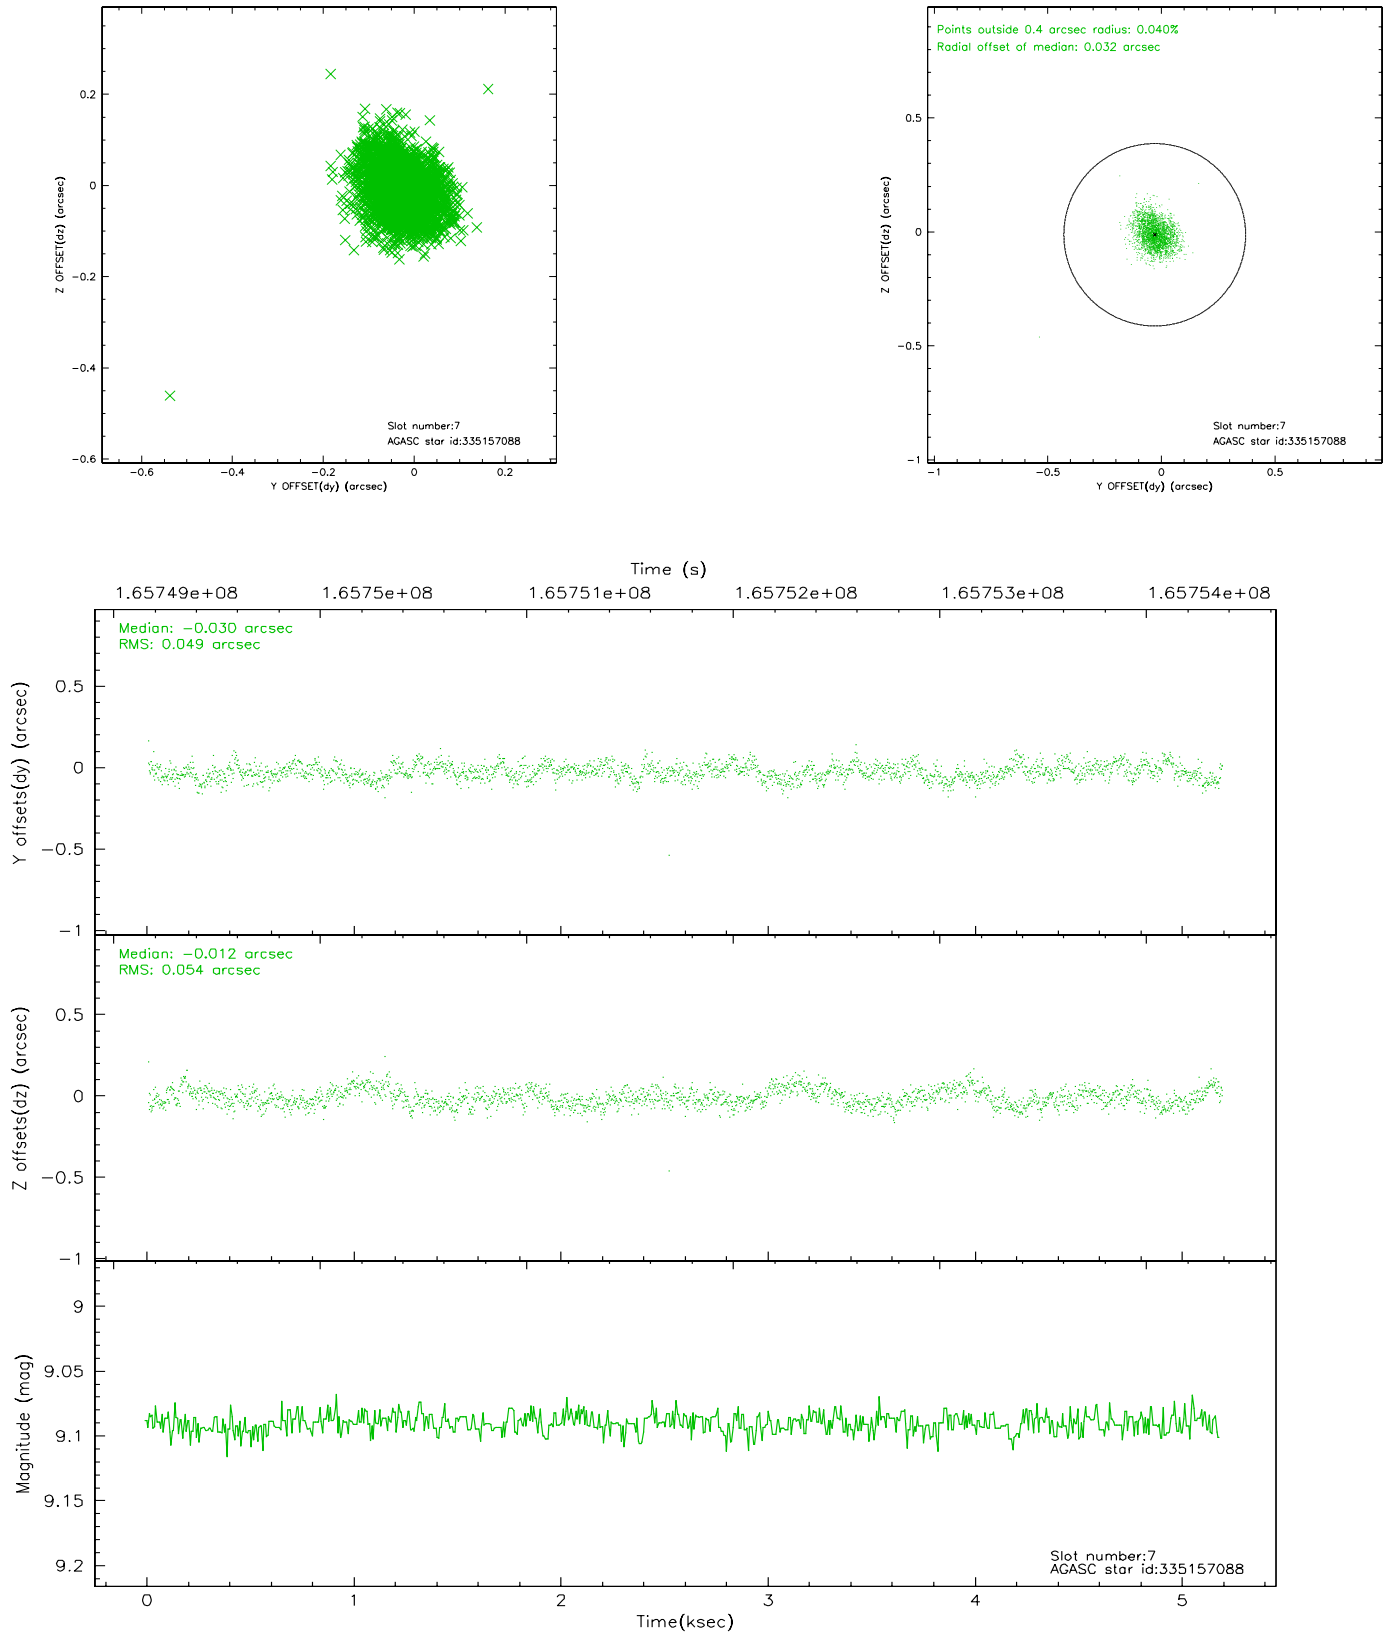 0.2
0
−0.2
−0.4
−0.6
Z OFFSET(dz) (arcsec)
Slot number:7
AGASC star id:335157088
−0.6 −0.4 −0.2 0 0.2
Y OFFSET(dy) (arcsec)
Points outside 0.4 arcsec radius: 0.040%
Radial offset of median: 0.032 arcsec
0.5
0
−0.5
−1
Z OFFSET(dz) (arcsec)
Slot number:7
AGASC star id:335157088
−1 −0.5 0 0.5
Y OFFSET(dy) (arcsec)
Time (s)
1.65749e+08 1.6575e+08 1.65751e+08 1.65752e+08 1.65753e+08 1.65754e+08
Median: −0.030 arcsec
RMS: 0.049 arcsec
0.5
0
−0.5
−1
Y offsets(dy) (arcsec)
Median: −0.012 arcsec
RMS: 0.054 arcsec
0.5
0
−0.5
−1
Z offsets(dz) (arcsec)
9
9.05
9.1
9.15
9.2
Magnitude (mag)
Slot number:7
AGASC star id:335157088
0 1 2 3 4 5
Time(ksec)